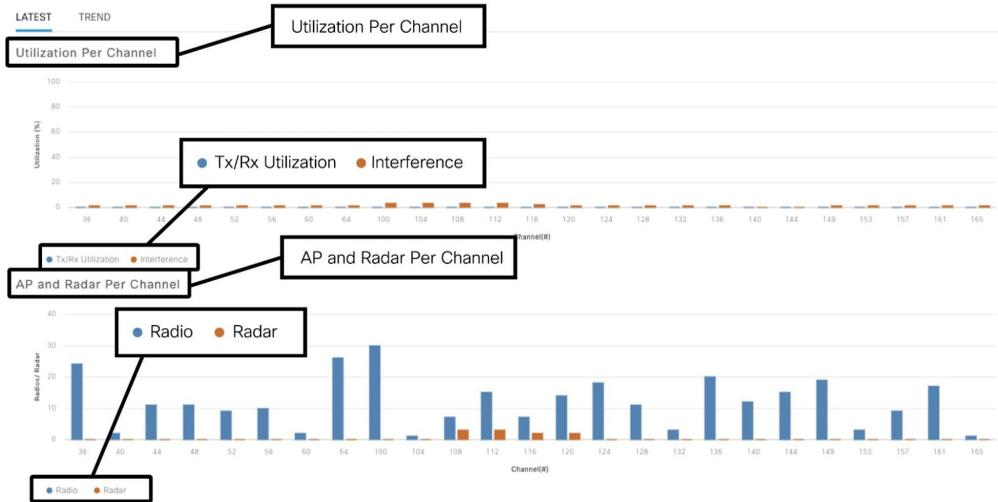 LATEST TREND
Utilization Per Channel
Utilization Per Channel
100
80
60
40
20
0
Utilization (%)
Tx/Rx Utilization Interference
36 40 44 48 52 56 60 64 100 104 108 112 116 120 124 128 132 136 140 144 149 153 157 161 165
Channel(#)
Tx/Rx Utilization Interference
AP and Radar Per Channel
AP and Radar Per Channel
40
30
20
10
0
Radios/ Radar
Radio Radar
36 40 44 48 52 56 60 64 100 104 108 112 116 120 124 128 132 136 140 144 149 153 157 161 165
Channel(#)
Radio Radar